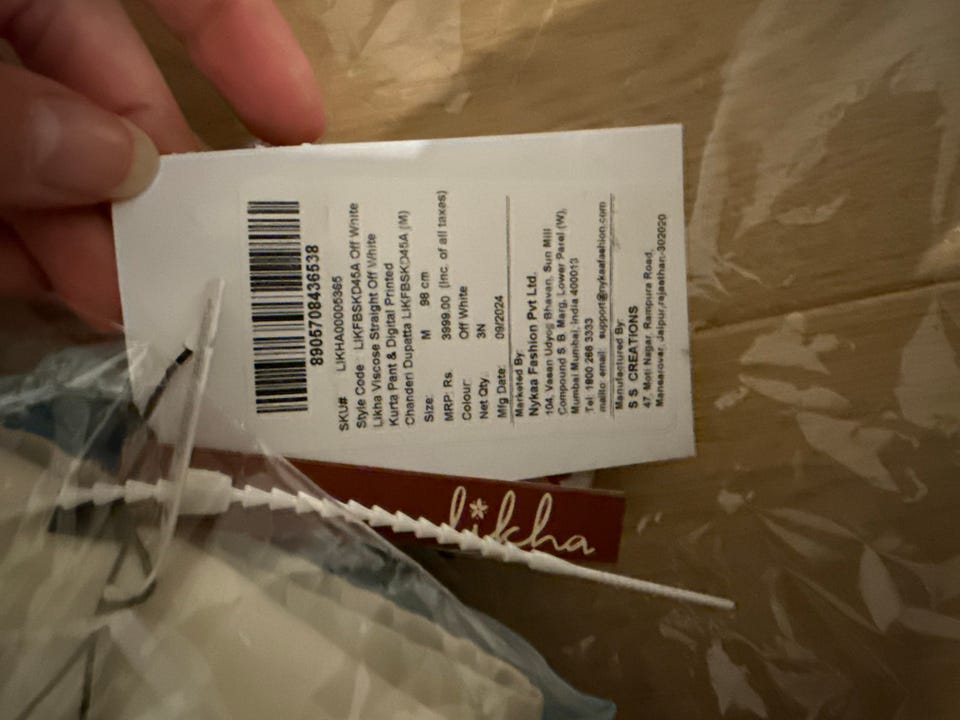 8905708436538
SKU# LIKHA00005365
Style Code LIKFBSKD45A Off White
Likha Viscose Straight Off White
Kurta Pant & Digital Printed
Chanderi Dupatta LIKFBSKD45A (M)
Size: M 98 cm
MRP: Rs 3999.00 (Inc. of all taxes)
Colour: Off White
Net Qty 3N
Mfg Date: 09/2024
Marketed By:
Nykaa Fashion Pvt Ltd.
104, Vasan Udyog Bhavan, Sun Mill
Compound S. B. Marg, Lower Parel (W),
Mumbai Mumbai, India 400013
Tel: 1800 266 3333
mailto: email: support@nykaafashion.com
Manufactured By:
S S CREATIONS
47, Moti Nagar, Rampura Road,
Mansarovar, Jaipur, rajasthan-302020
likha